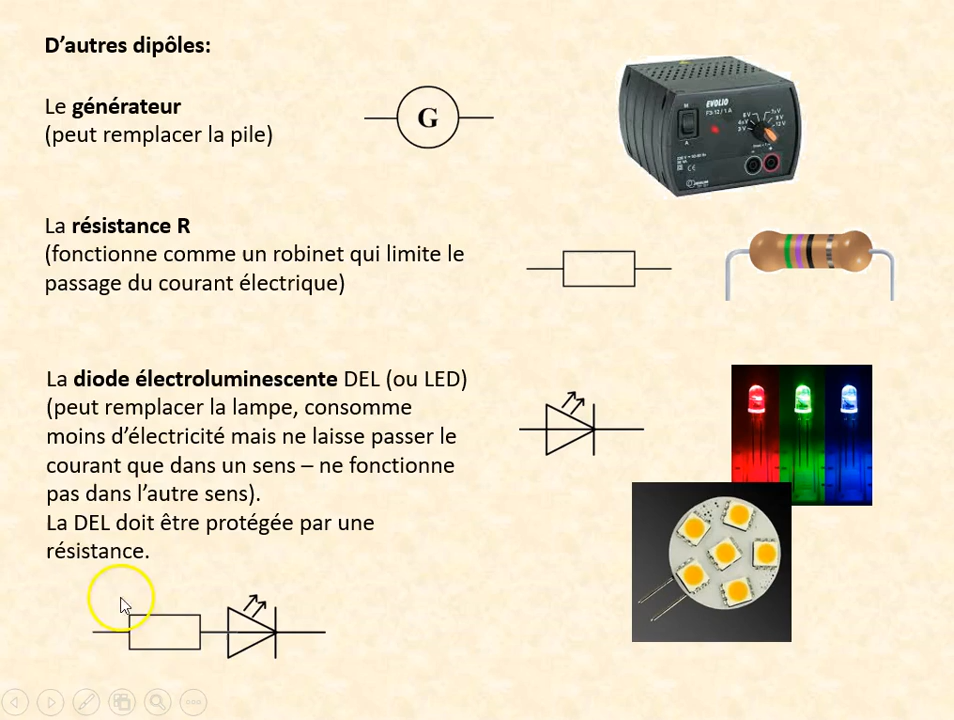 D’autres dipôles:
Le générateur
(peut remplacer la pile)
G
EVOLIO
La résistance R
(fonctionne comme un robinet qui limite le
passage du courant électrique)
La diode électroluminescente DEL (ou LED)
(peut remplacer la lampe, consomme
moins d’électricité mais ne laisse passer le
courant que dans un sens – ne fonctionne
pas dans l’autre sens).
La DEL doit être protégée par une
résistance.